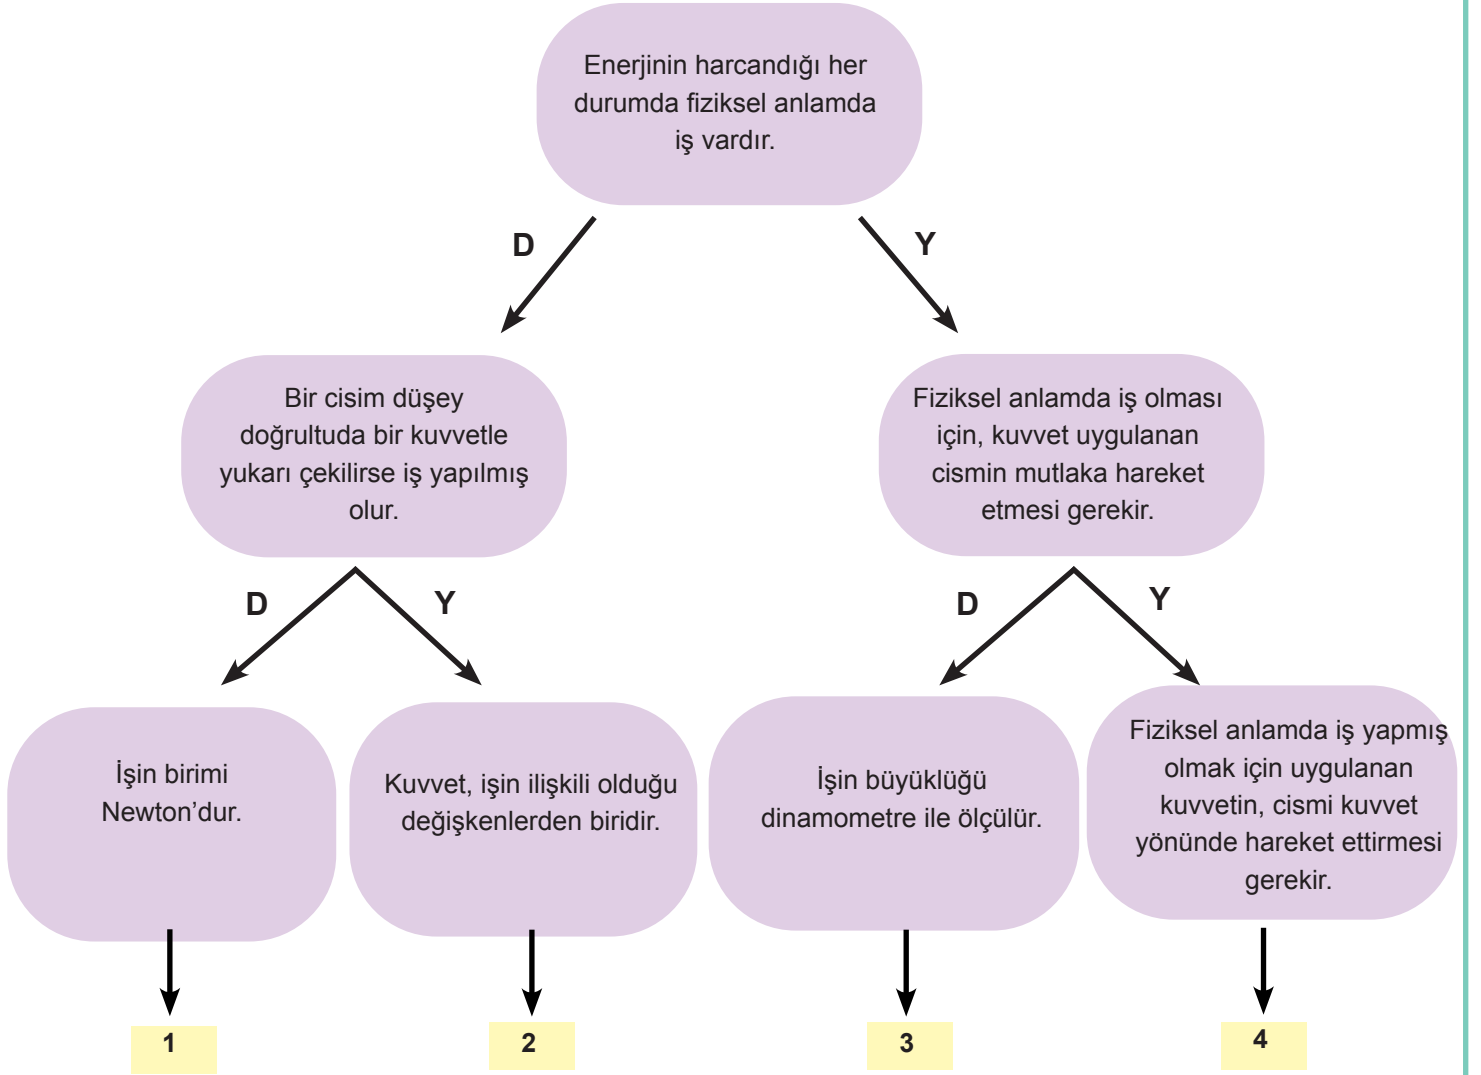 Enerjinin harcandığı her
durumda fiziksel anlamda
iş vardır.
D
Y
Bir cisim düşey
doğrultuda bir kuvvetle
yukarı çekilirse iş yapılmış
olur.
Fiziksel anlamda iş olması
için, kuvvet uygulanan
cismin mutlaka hareket
etmesi gerekir.
D
Y
D
Y
İşin birimi
Newton’dur.
Kuvvet, işin ilişkili olduğu
değişkenlerden biridir.
İşin büyüklüğü
dinamometre ile ölçülür.
Fiziksel anlamda iş yapmış
olmak için uygulanan
kuvvetin, cismi kuvvet
yönünde hareket ettirmesi
gerekir.
1
2
3
4